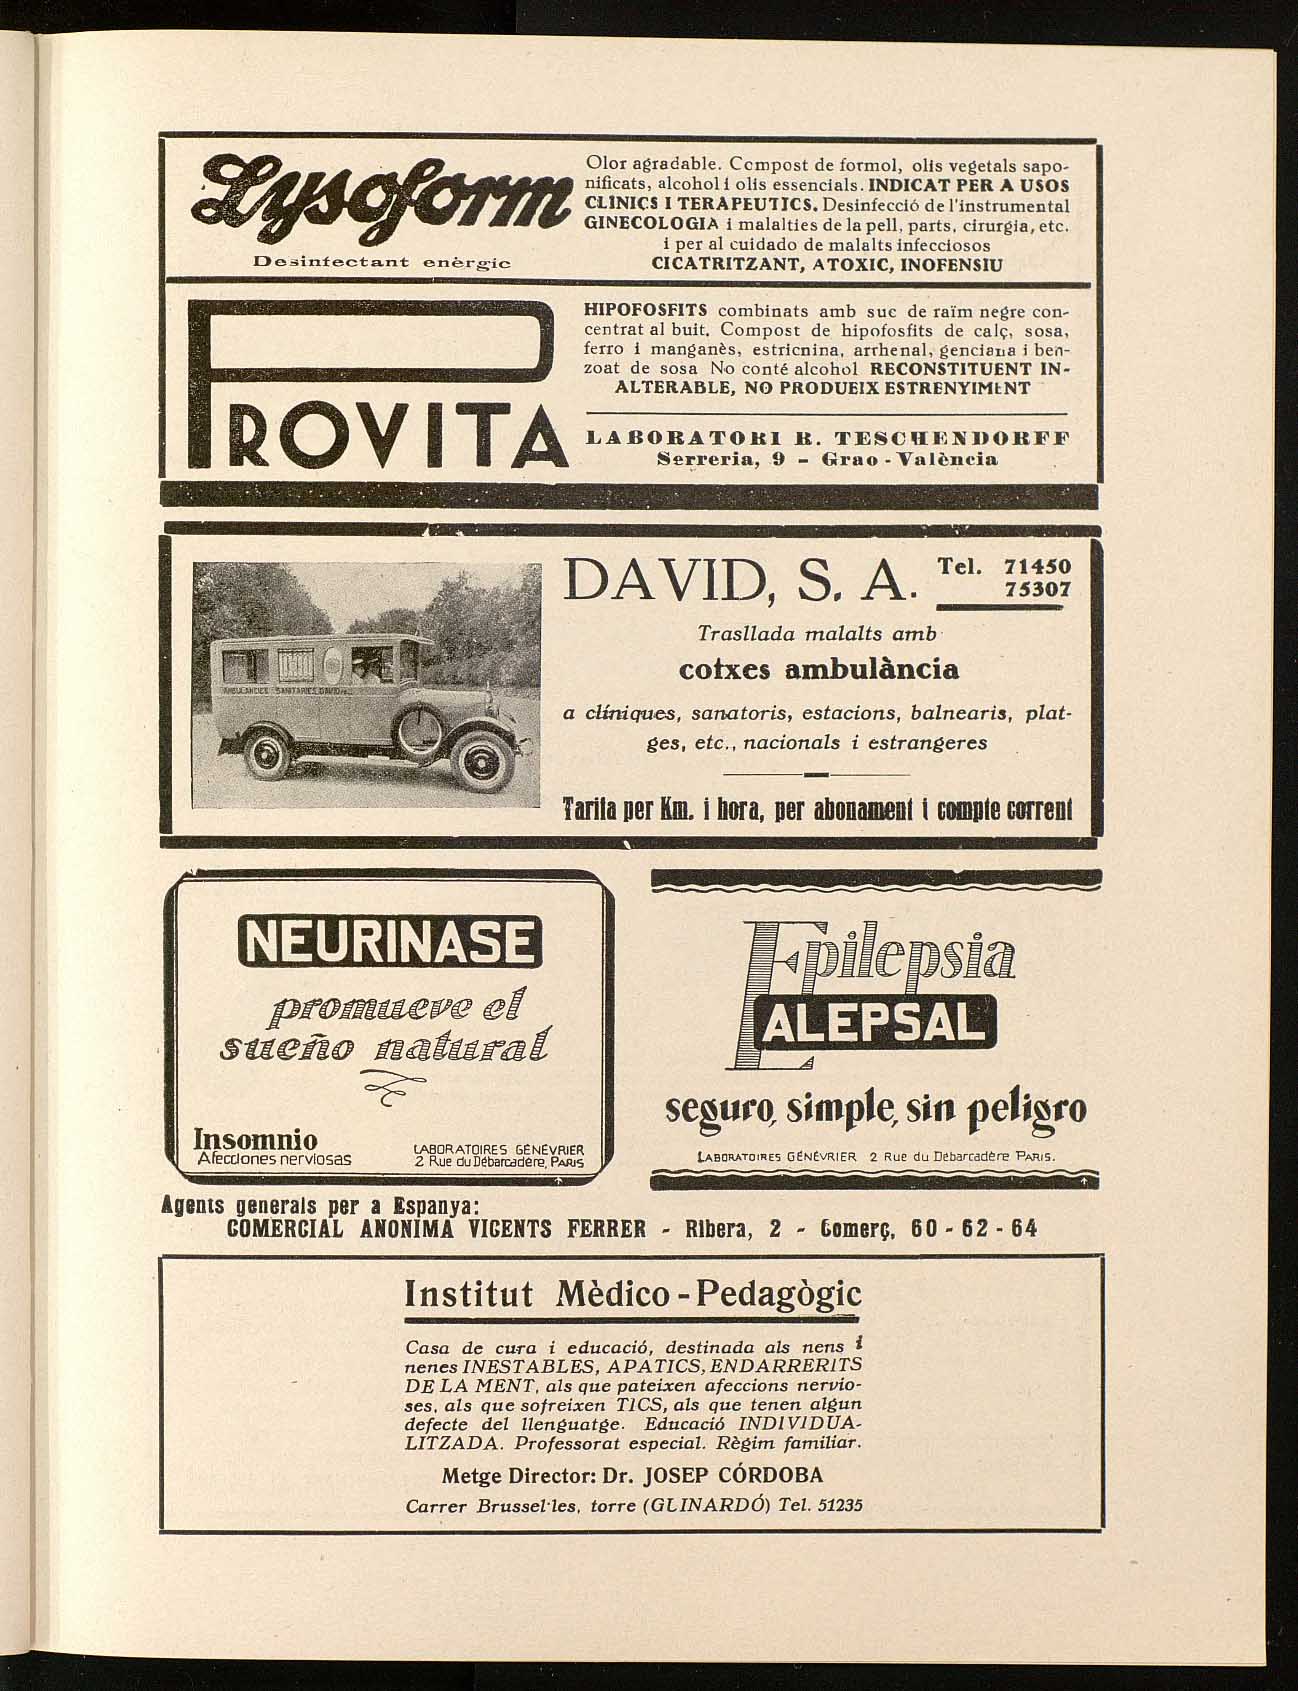 Lysoform
Desinfectant enèrgic
Olor agradable. Compost de formol, olis vegetals sapo-
nificats, alcohol i olis essencials. INDICAT PER A USOS
CLINICS I TERAPEUTICS. Desinfecció de l'instrumental
GINECOLOGIA i malalties de la pell, parts, cirurgia, etc.
i per al cuidado de malalts infecciosos
CICATRITZANT, ATOXIC, INOFENSIU
PROVITA
HIPOFOSFITS combinats amb suc de raïm negre con-
centrat al buit. Compost de hipofosfits de calç, sosa,
ferro i manganès, estricnina, arrhenal, genciana i ben-
zoat de sosa No conté alcohol RECONSTITUENT IN-
ALTERABLE, NO PRODUEIX ESTRENYIMENT
LABORATORI R. TESCHENDORFF
Serreria, 9 - Grao - València
AMBULANCIES SANITARIES DAVID
DAVID, S. A. Tel. 71450
75307
Trasllada malalts amb
cotxes ambulància
a clíniques, sanatoris, estacions, balnearis, plat-
ges, etc., nacionals i estrangeres
Tarifa per Km. i hora, per abonament i compte corrent
NEURINASE
promueve el
sueño natural
Insomnio
Afecciones nerviosas
LABORATOIRES GÉNÉVRIER
2 Rue du Débarcadère, PARIS
Epilepsia
ALEPSAL
seguro, simple, sin peligro
LABORATOIRES GÉNÉVRIER 2 Rue du Débarcadère PARIS.
Agents generals per a Espanya:
COMERCIAL ANONIMA VICENTS FERRER - Ribera, 2 - Comerç, 60 - 62 - 64
Institut Mèdico-Pedagògic
Casa de cura i educació, destinada als nens i
nenes INESTABLES, APATICS, ENDARRERITS
DE LA MENT, als que pateixen afeccions nervio-
ses, als que sofreixen TICS, als que tenen algun
defecte del llenguatge. Educació INDIVIDUA-
LITZADA. Professorat especial. Règim familiar.
Metge Director: Dr. JOSEP CÓRDOBA
Carrer Brussel·les, torre (GLINARDÓ) Tel. 51235